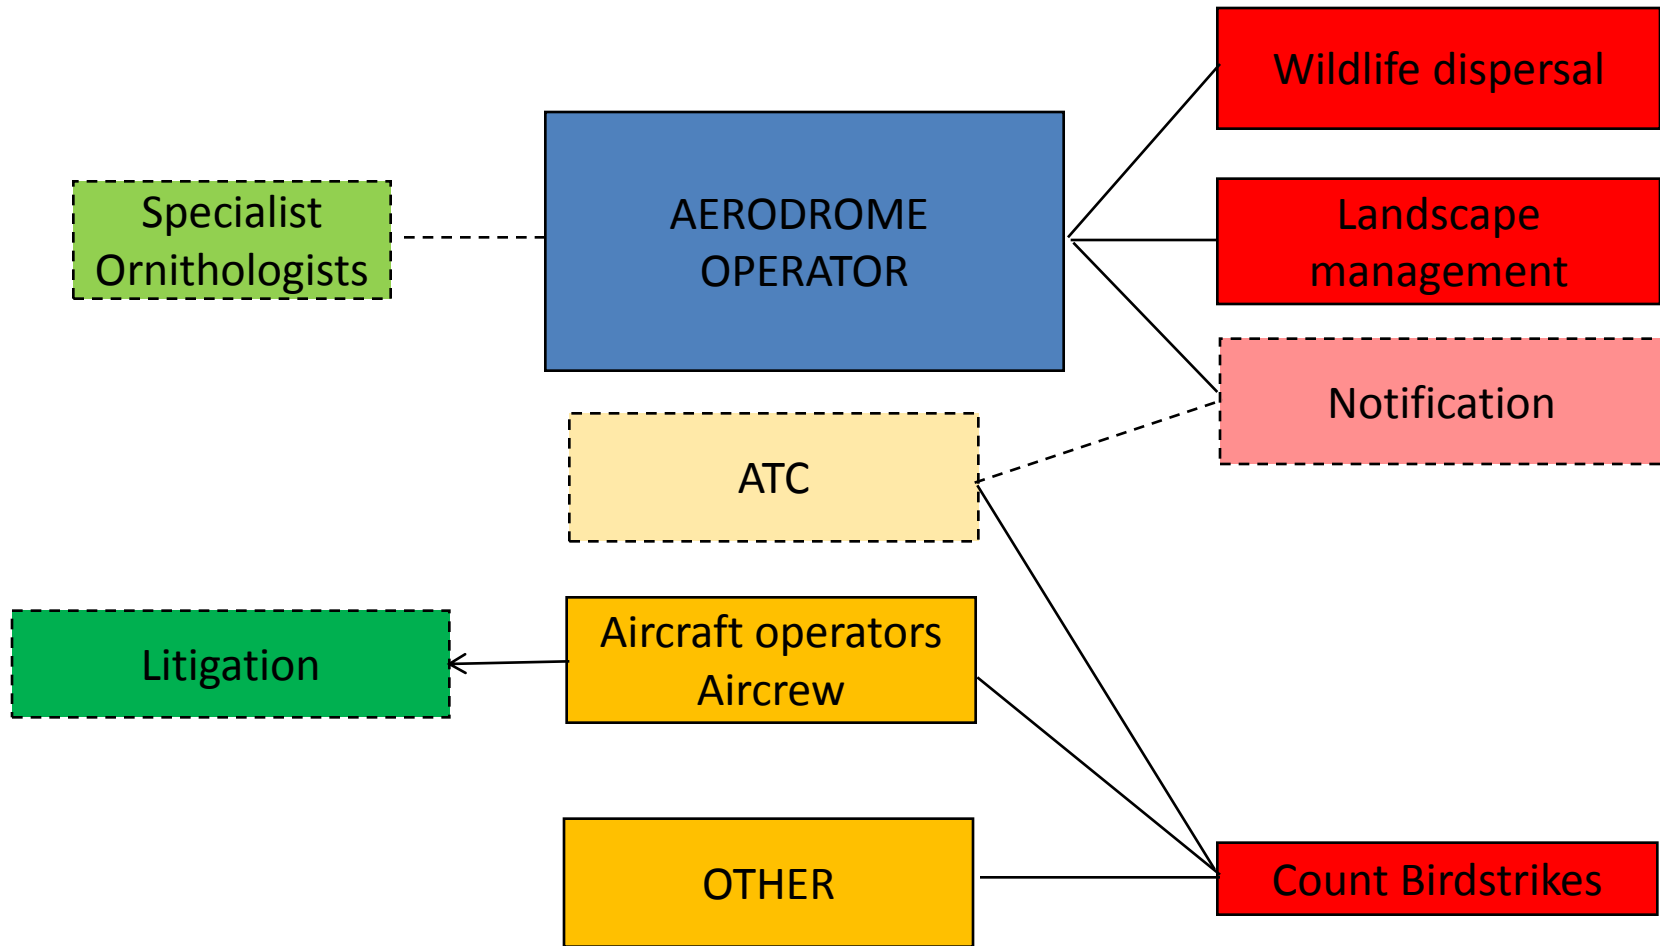 Wildlife dispersal
Specialist
Ornithologists
AERODROME
OPERATOR
Landscape
management
Notification
ATC
Litigation
Aircraft operators
Aircrew
OTHER
Count Birdstrikes